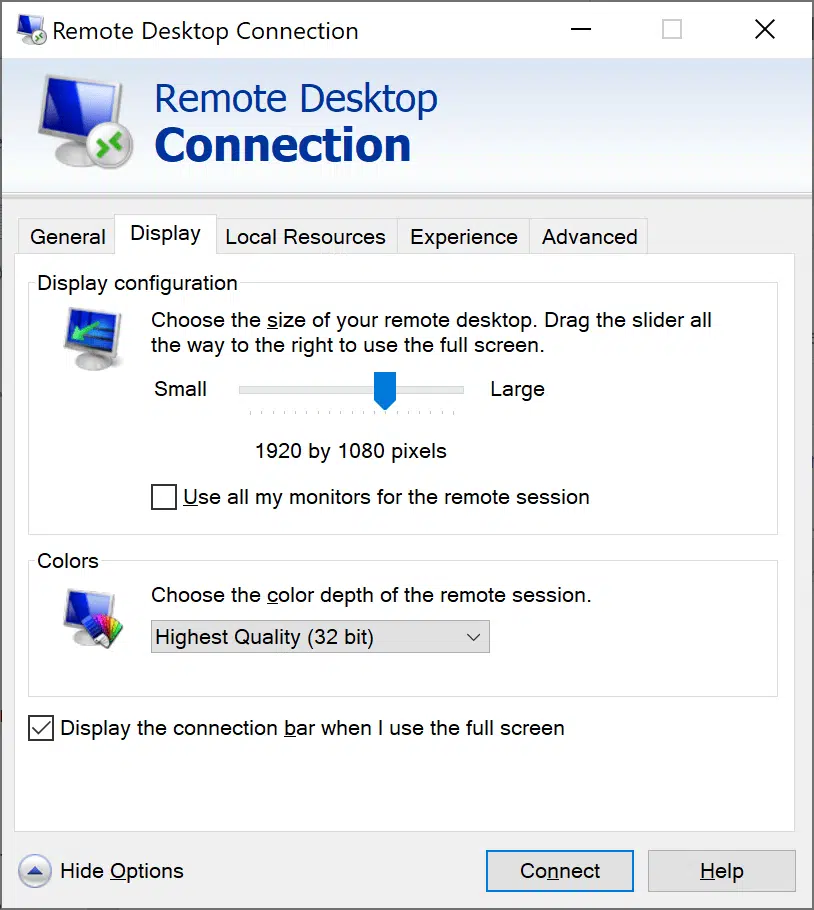 Remote Desktop Connection
Remote Desktop
Connection
General Display Local Resources Experience Advanced
Display configuration
Choose the size of your remote desktop. Drag the slider all
the way to the right to use the full screen.
Small Large
1920 by 1080 pixels
Use all my monitors for the remote session
Colors
Choose the color depth of the remote session.
Highest Quality (32 bit)
Display the connection bar when I use the full screen
Hide Options Connect Help